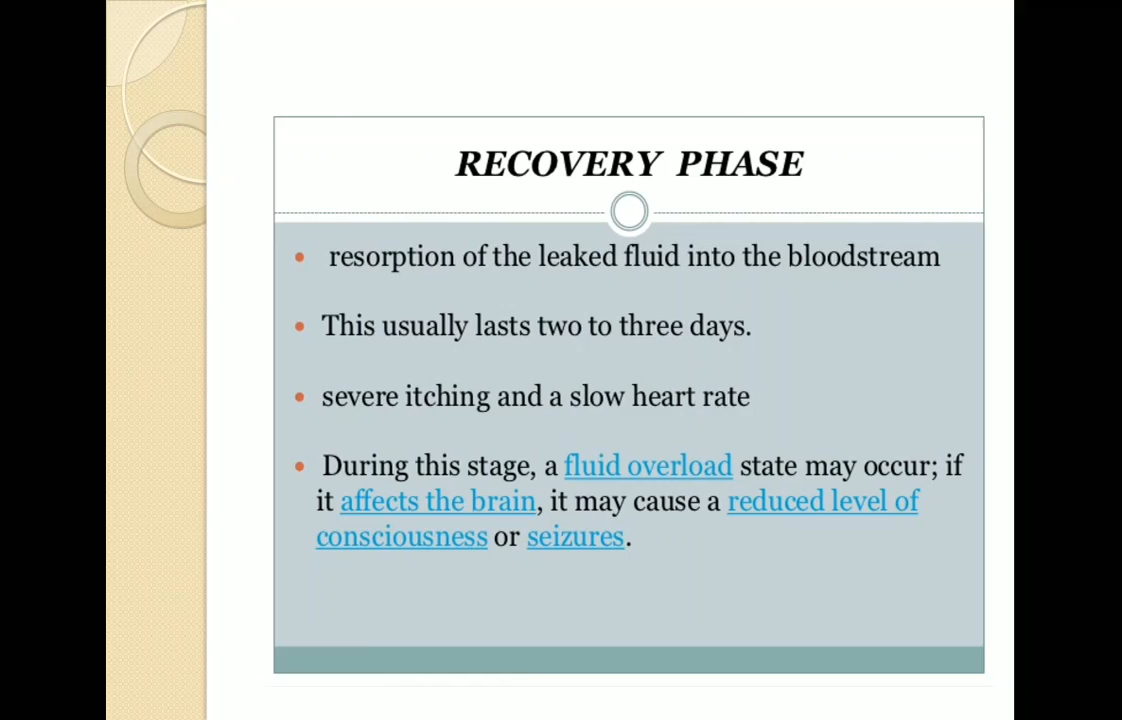 RECOVERY PHASE
• resorption of the leaked fluid into the bloodstream
• This usually lasts two to three days.
• severe itching and a slow heart rate
• During this stage, a fluid overload state may occur; if
it affects the brain, it may cause a reduced level of
consciousness or seizures.